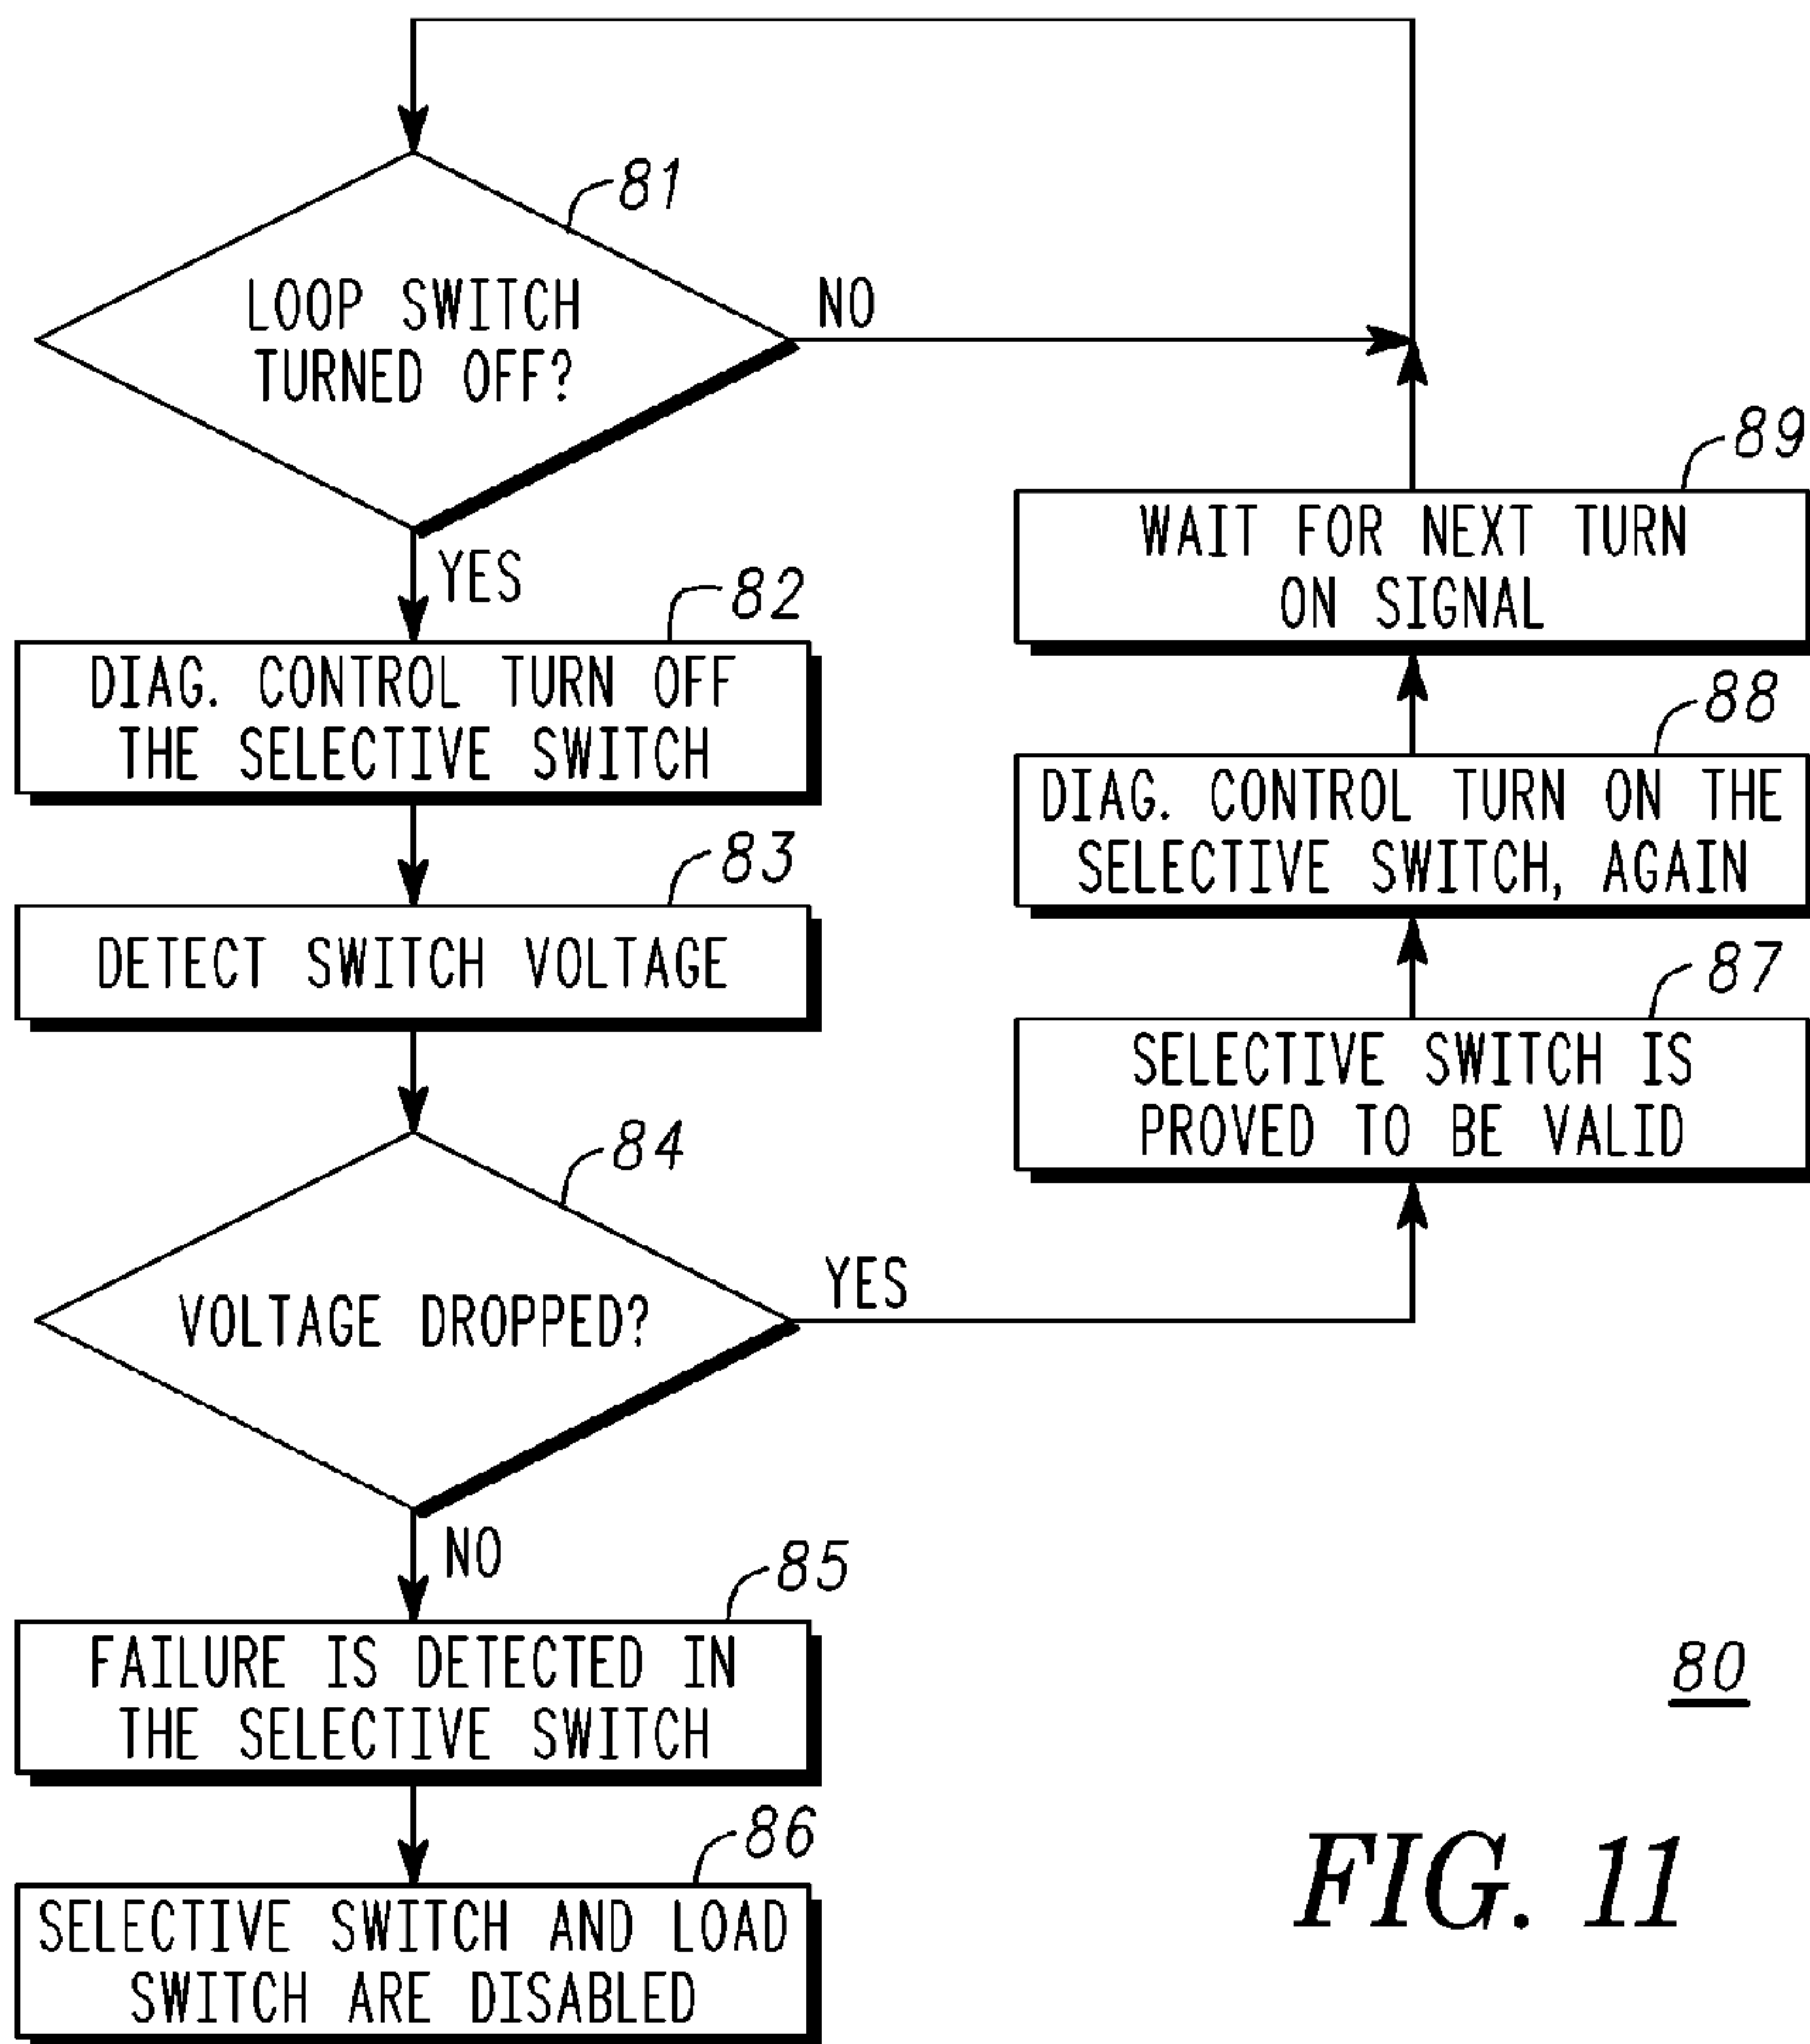 81
LOOP SWITCH
TURNED OFF?
NO
YES
82
DIAG. CONTROL TURN OFF
THE SELECTIVE SWITCH
83
DETECT SWITCH VOLTAGE
84
VOLTAGE DROPPED?
YES
NO
85
FAILURE IS DETECTED IN
THE SELECTIVE SWITCH
86
SELECTIVE SWITCH AND LOAD
SWITCH ARE DISABLED
89
WAIT FOR NEXT TURN
ON SIGNAL
88
DIAG. CONTROL TURN ON THE
SELECTIVE SWITCH, AGAIN
87
SELECTIVE SWITCH IS
PROVED TO BE VALID
80
FIG. 11